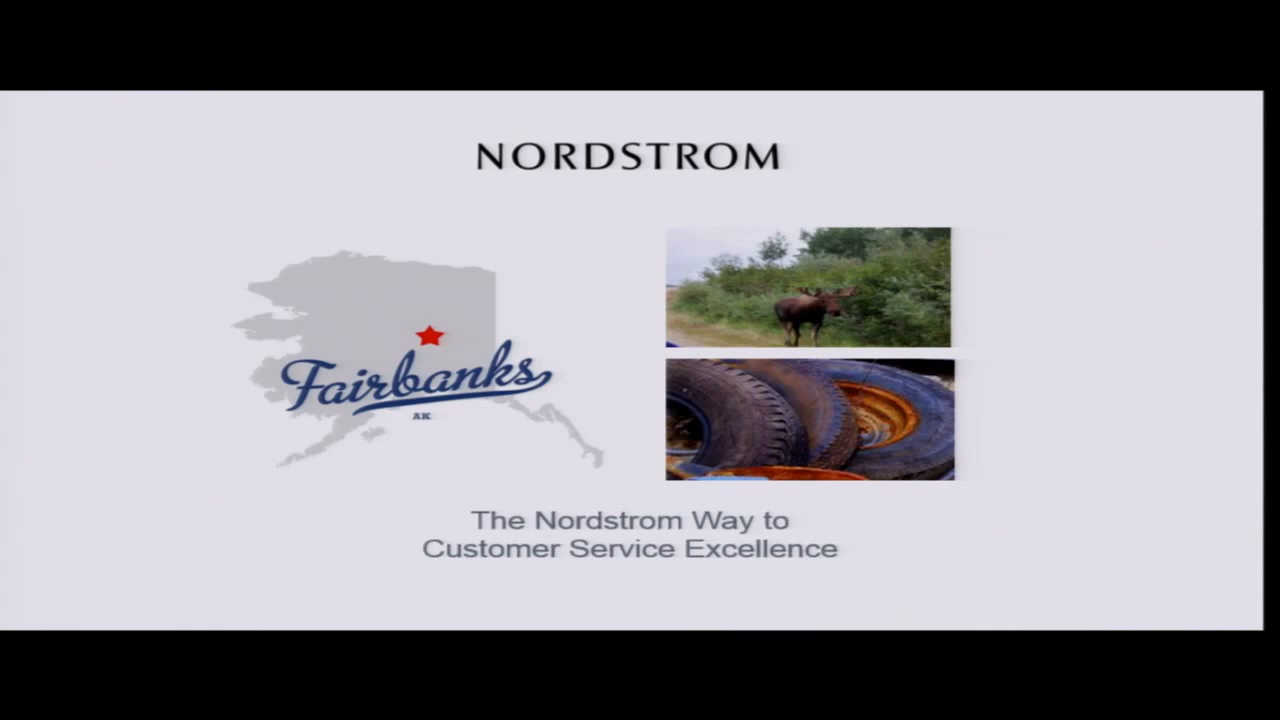 NORDSTROM
Fairbanks
AK
The Nordstrom Way to
Customer Service Excellence